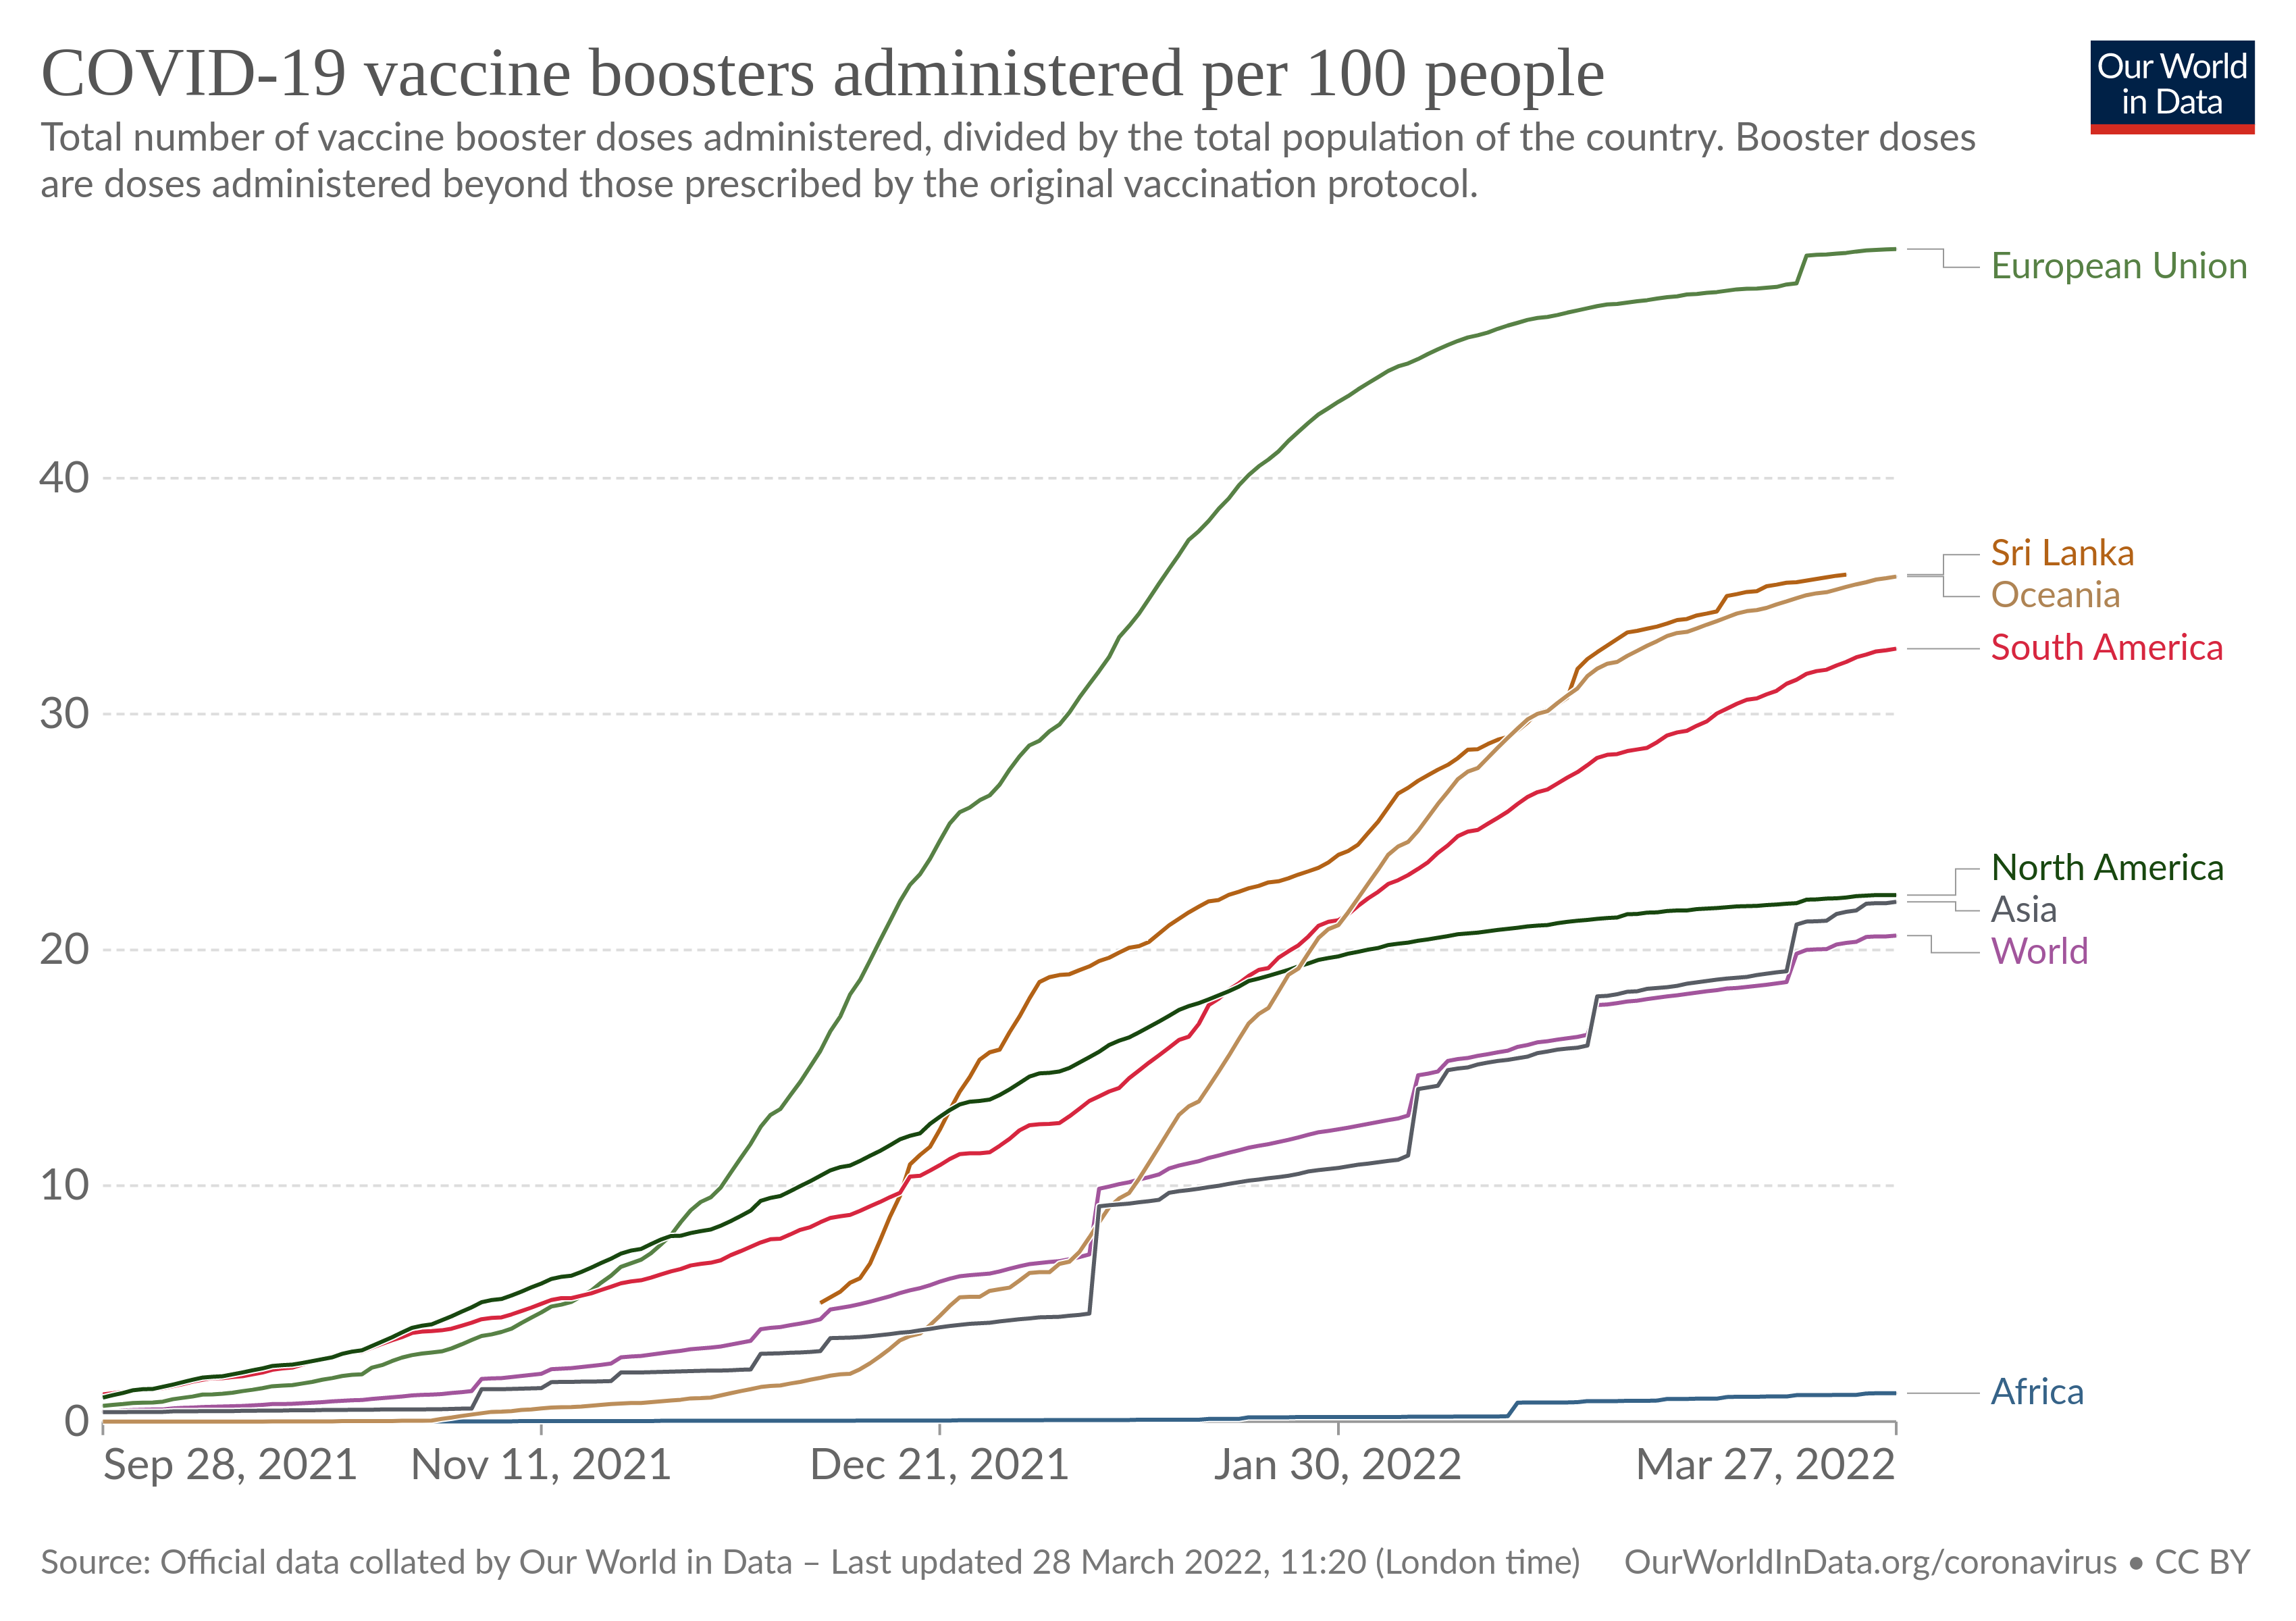 COVID-19 vaccine boosters administered per 100 people
Our World
in Data
Total number of vaccine booster doses administered, divided by the total population of the country. Booster doses
are doses administered beyond those prescribed by the original vaccination protocol.
European Union
40
Sri Lanka
Oceania
South America
30
North America
Asia
20
World
10
Africa
0
Sep 28, 2021 Nov 11, 2021 Dec 21, 2021 Jan 30, 2022 Mar 27, 2022
Source: Official data collated by Our World in Data – Last updated 28 March 2022, 11:20 (London time) OurWorldInData.org/coronavirus • CC BY